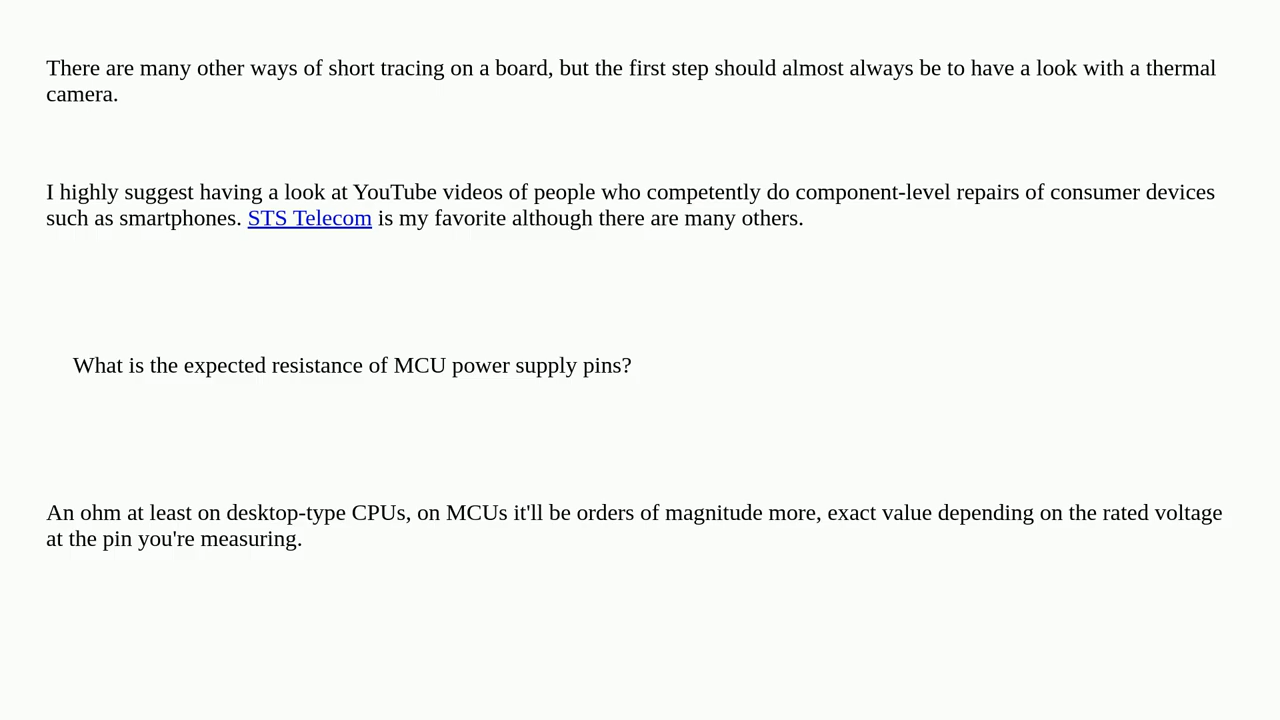 There are many other ways of short tracing on a board, but the first step should almost always be to have a look with a thermal
camera.
I highly suggest having a look at YouTube videos of people who competently do component-level repairs of consumer devices
such as smartphones. STS Telecom is my favorite although there are many others.
What is the expected resistance of MCU power supply pins?
An ohm at least on desktop-type CPUs, on MCUs it'll be orders of magnitude more, exact value depending on the rated voltage
at the pin you're measuring.